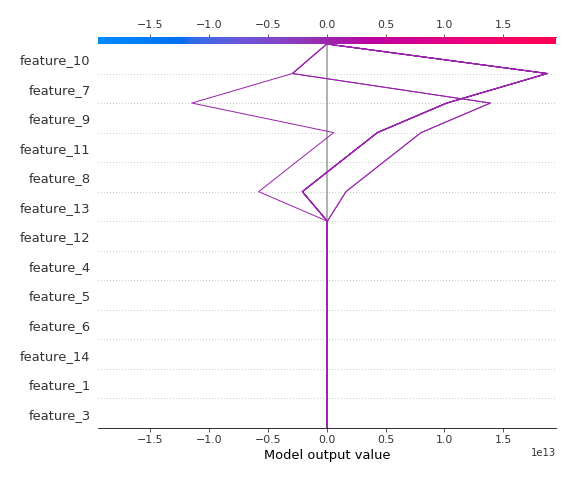 −1.5 −1.0 −0.5 0.0 0.5 1.0 1.5
feature_10
feature_7
feature_9
feature_11
feature_8
feature_13
feature_12
feature_4
feature_5
feature_6
feature_14
feature_1
feature_3
−1.5 −1.0 −0.5 0.0 0.5 1.0 1.5
Model output value 1e13